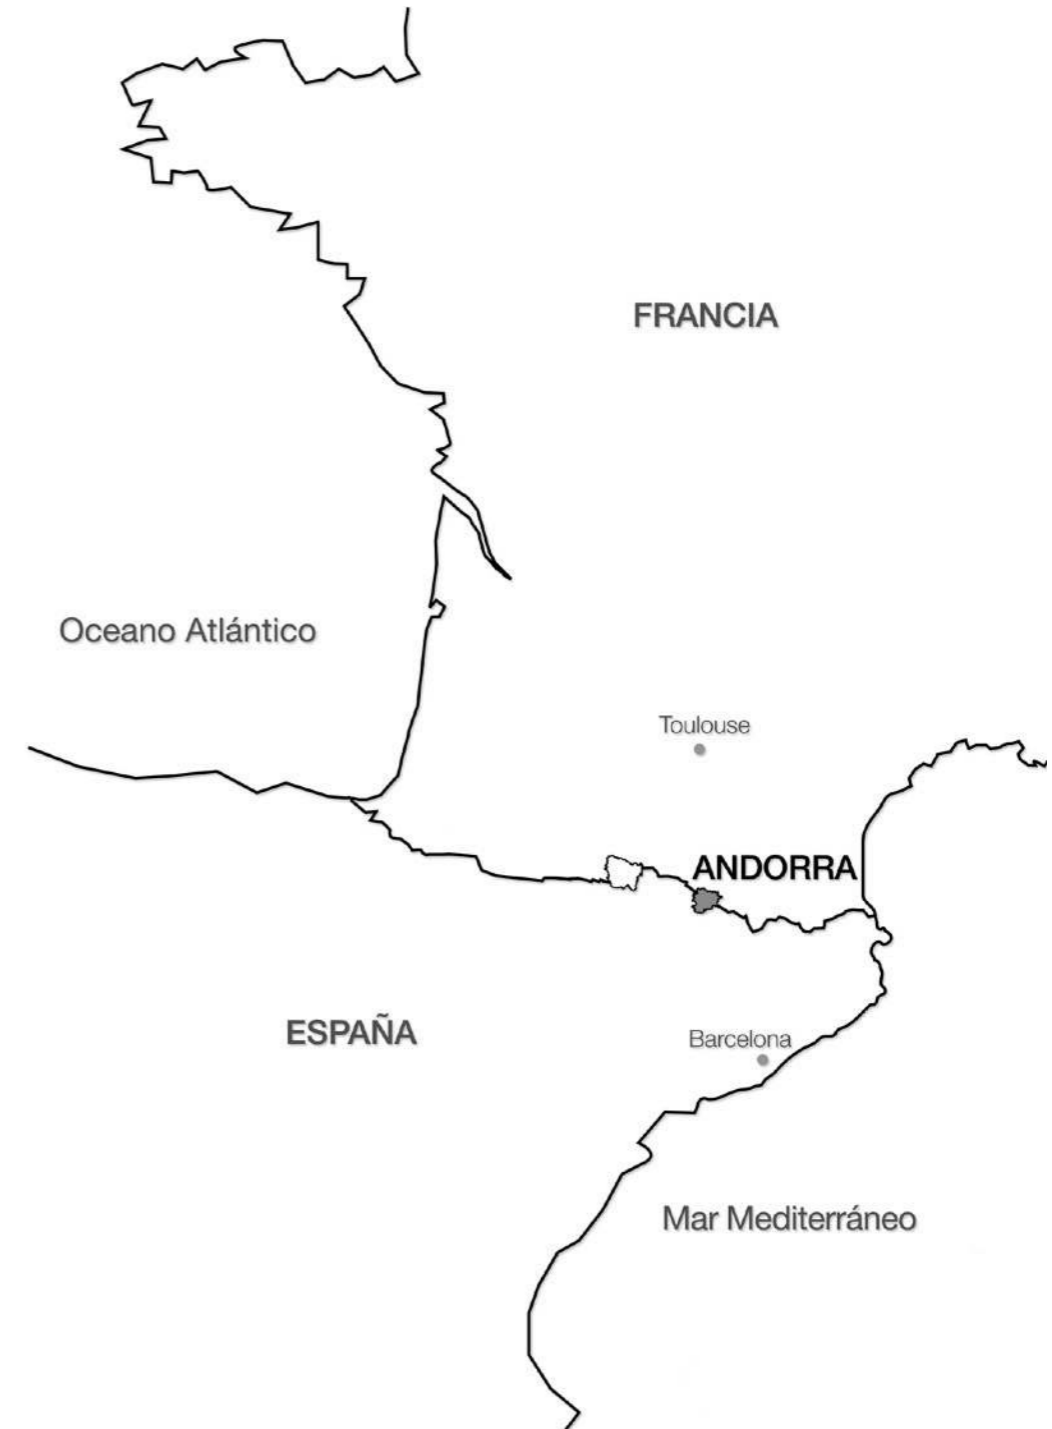 FRANCIA
Oceano Atlántico
Toulouse
ANDORRA
ESPAÑA
Barcelona
Mar Mediterráneo